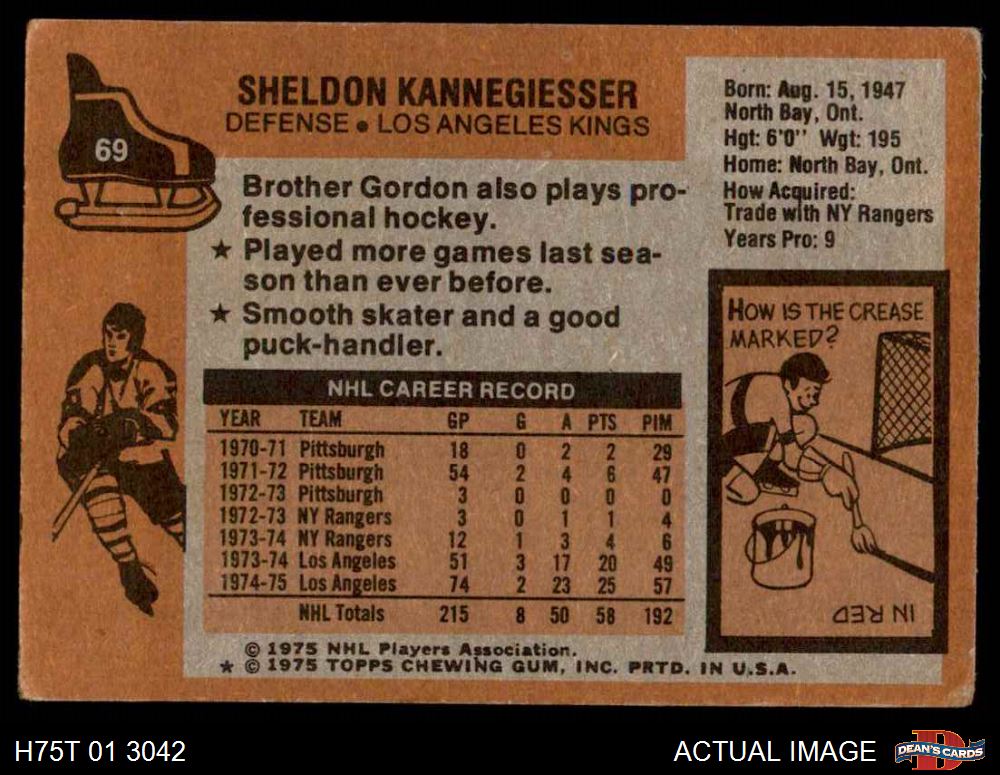 69
SHELDON KANNEGIESSER
DEFENSE • LOS ANGELES KINGS
Born: Aug. 15, 1947
North Bay, Ont.
Hgt: 6'0" Wgt: 195
Home: North Bay, Ont.
How Acquired:
Trade with NY Rangers
Years Pro: 9
Brother Gordon also plays pro-
fessional hockey.
★ Played more games last sea-
son than ever before.
★ Smooth skater and a good
puck-handler.
NHL CAREER RECORD
YEAR TEAM GP G A PTS PIM
1970-71 Pittsburgh 18 0 2 2 29
1971-72 Pittsburgh 54 2 4 6 47
1972-73 Pittsburgh 3 0 0 0 0
1972-73 NY Rangers 3 0 1 1 4
1973-74 NY Rangers 12 1 3 4 6
1973-74 Los Angeles 51 3 17 20 49
1974-75 Los Angeles 74 2 23 25 57
NHL Totals 215 8 50 58 192
HOW IS THE CREASE
MARKED?
IN RED
© 1975 NHL Players Association.
★ © 1975 TOPPS CHEWING GUM, INC. PRTD. IN U.S.A.
H75T 01 3042
ACTUAL IMAGE
D
DEAN'S CARDS